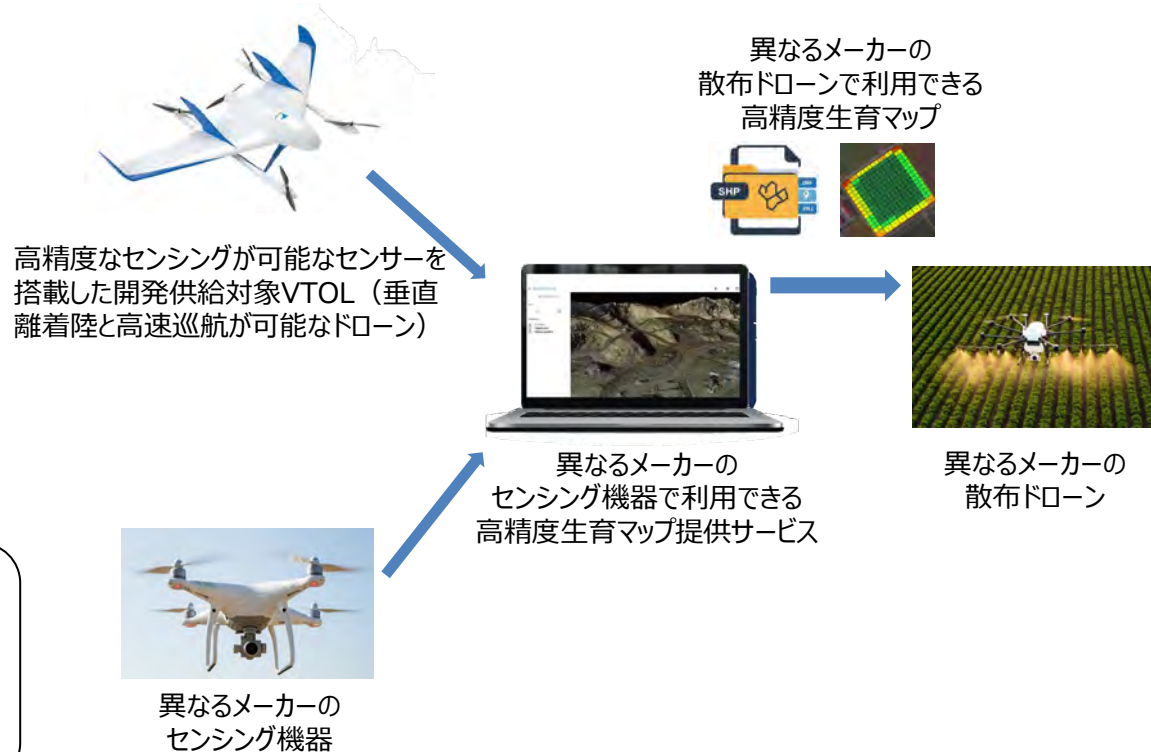 異なるメーカーの
散布ドローンで利用できる
高精度生育マップ
SHP
高精度なセンシングが可能なセンサーを
搭載した開発供給対象VTOL（垂直
離着陸と高速巡航が可能なドローン）
異なるメーカーの
センシング機器で利用できる
高精度生育マップ提供サービス
異なるメーカーの
散布ドローン
異なるメーカーの
センシング機器